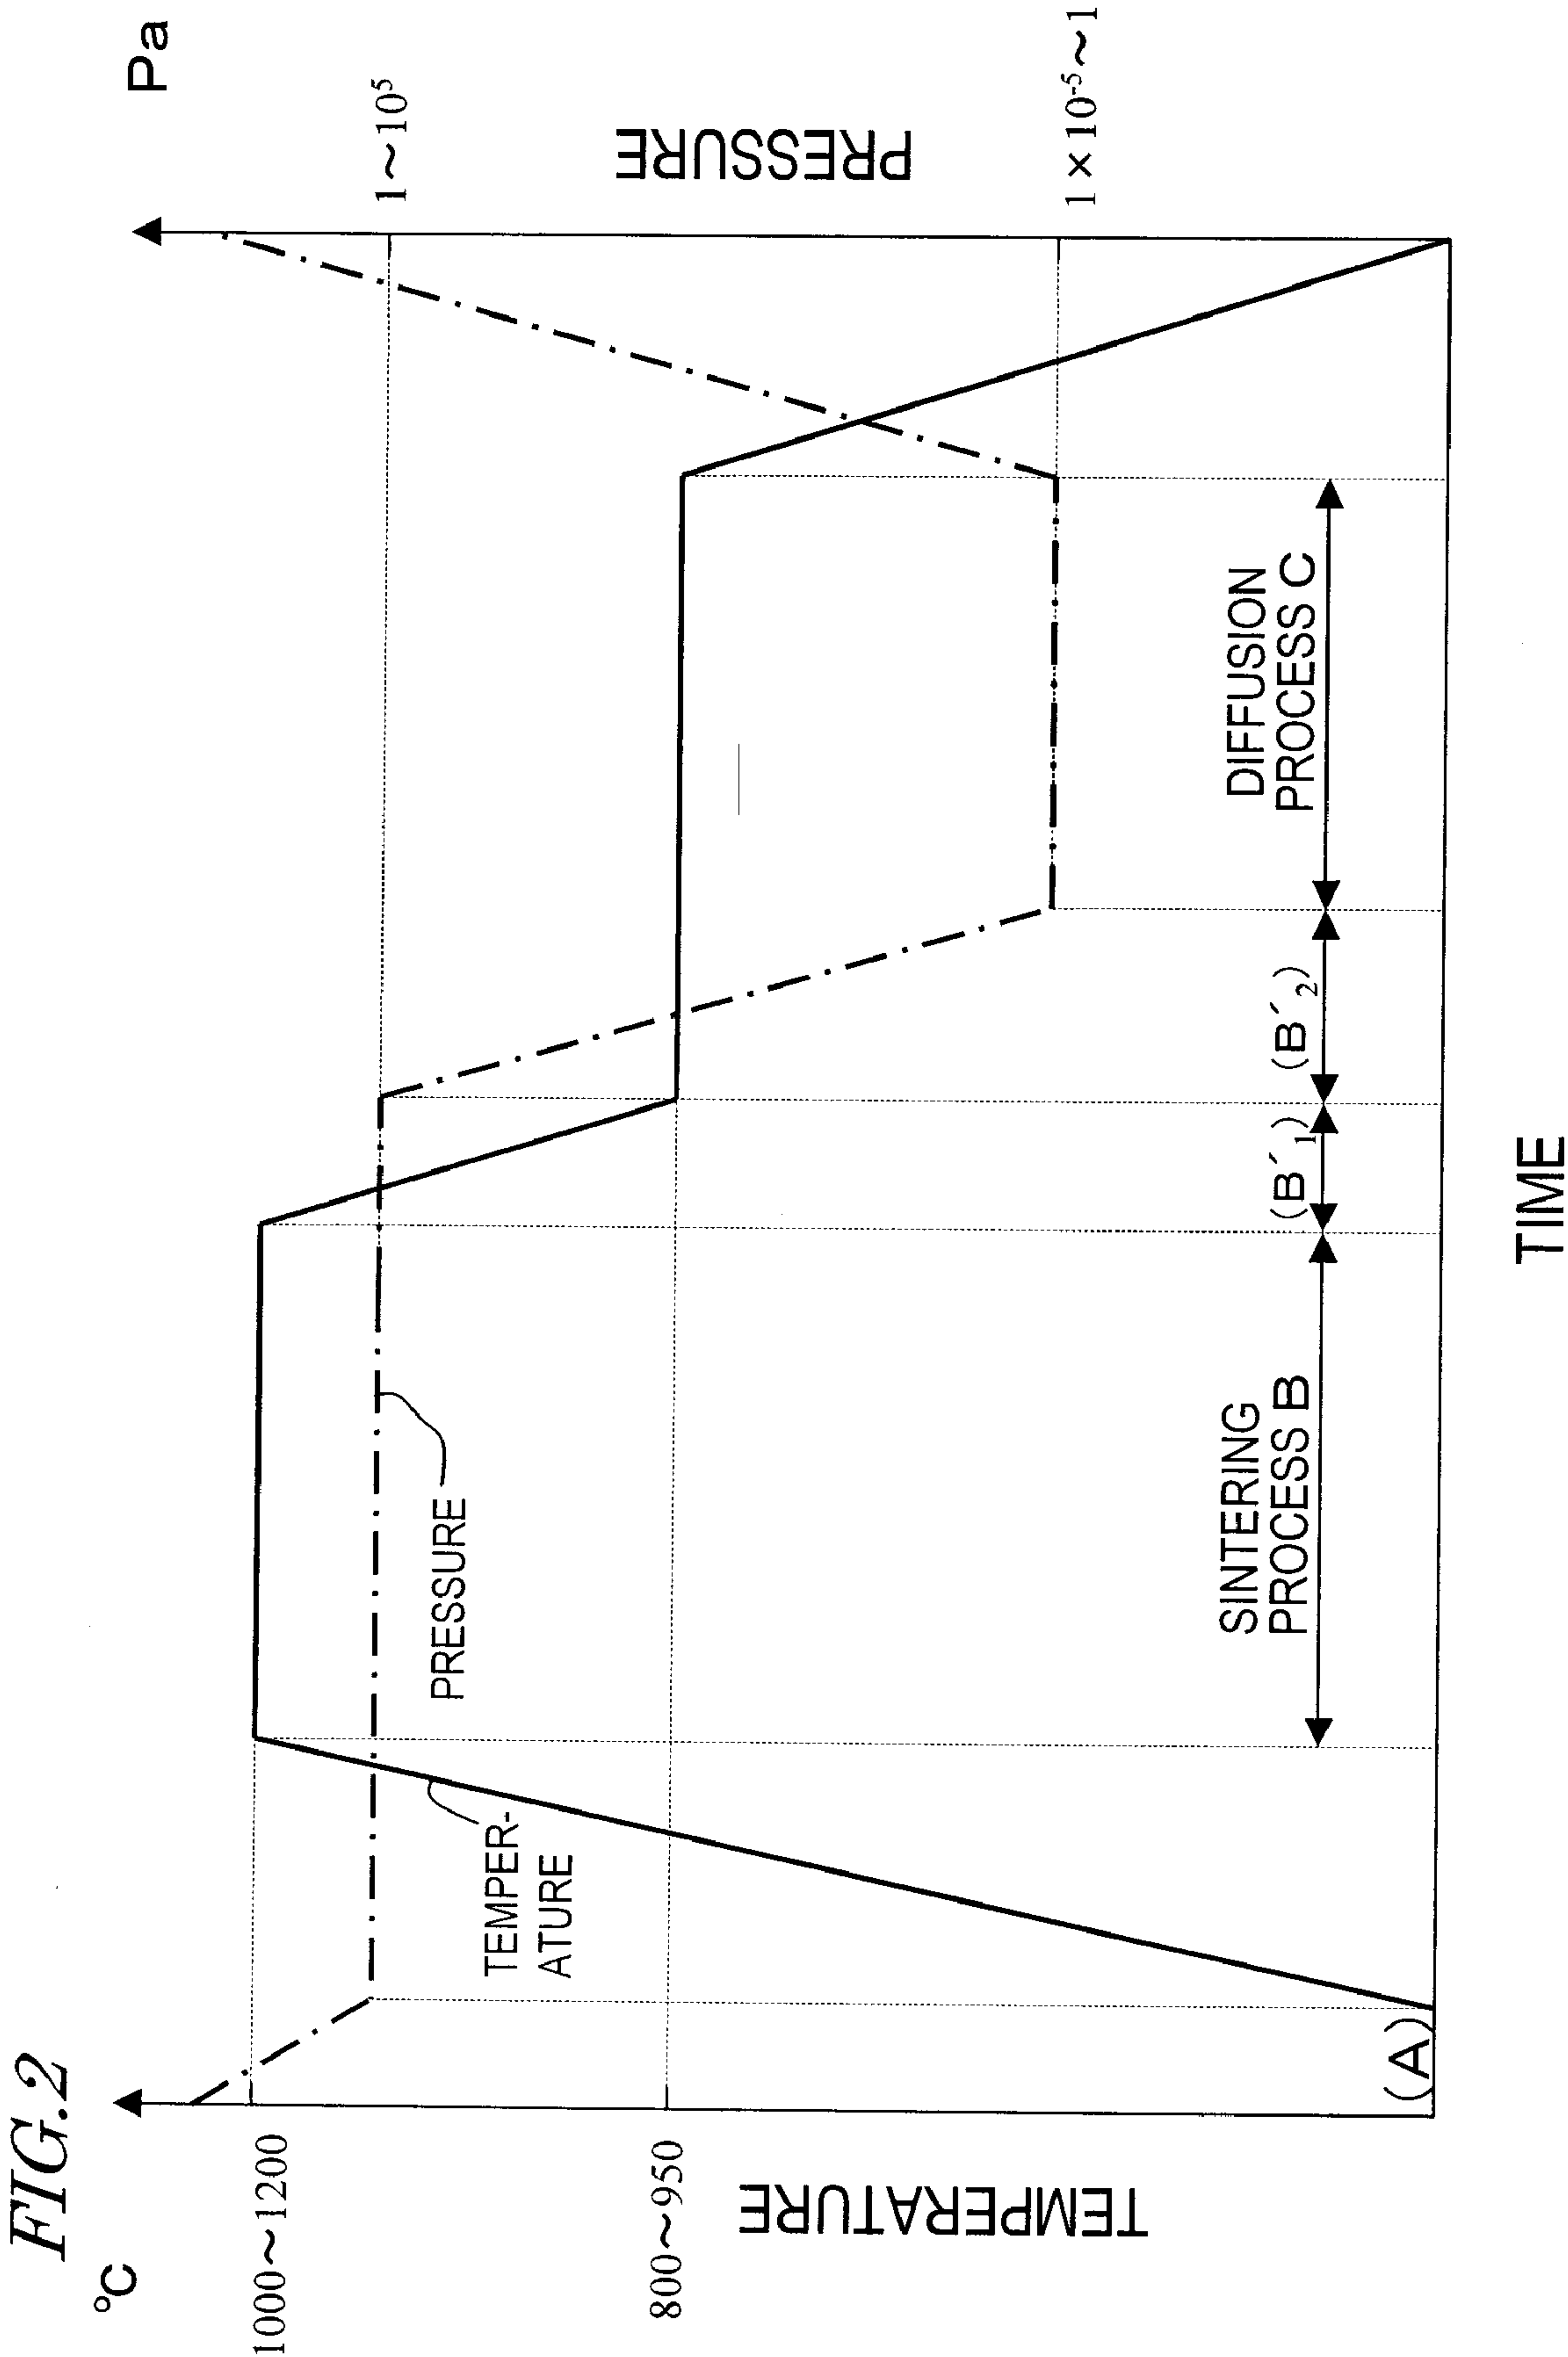 FIG.2
°C
Pa
1000~1200
800~950
TEMPERATURE
1~10⁵
1×10⁻⁵~1
PRESSURE
PRESSURE
TEMPER-
ATURE
(A)
SINTERING
PROCESS B
(B´₁)
(B´₂)
DIFFUSION
PROCESS C
TIME